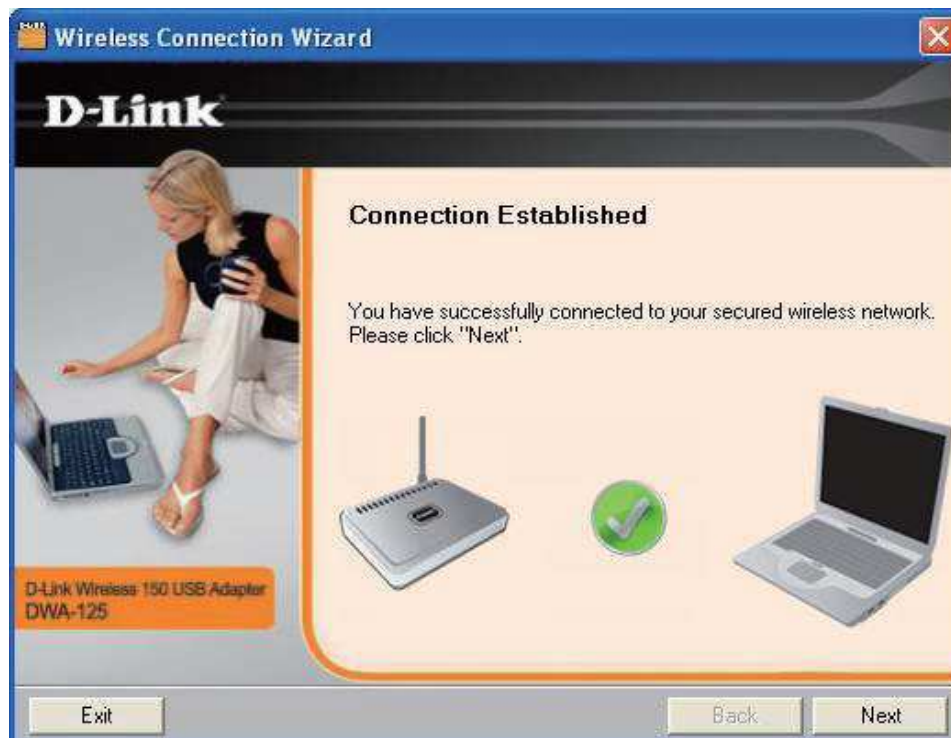 Wireless Connection Wizard
D-Link
Connection Established
You have successfully connected to your secured wireless network.
Please click "Next".
D-Link Wireless 150 USB Adapter
DWA-125
Exit
Back
Next